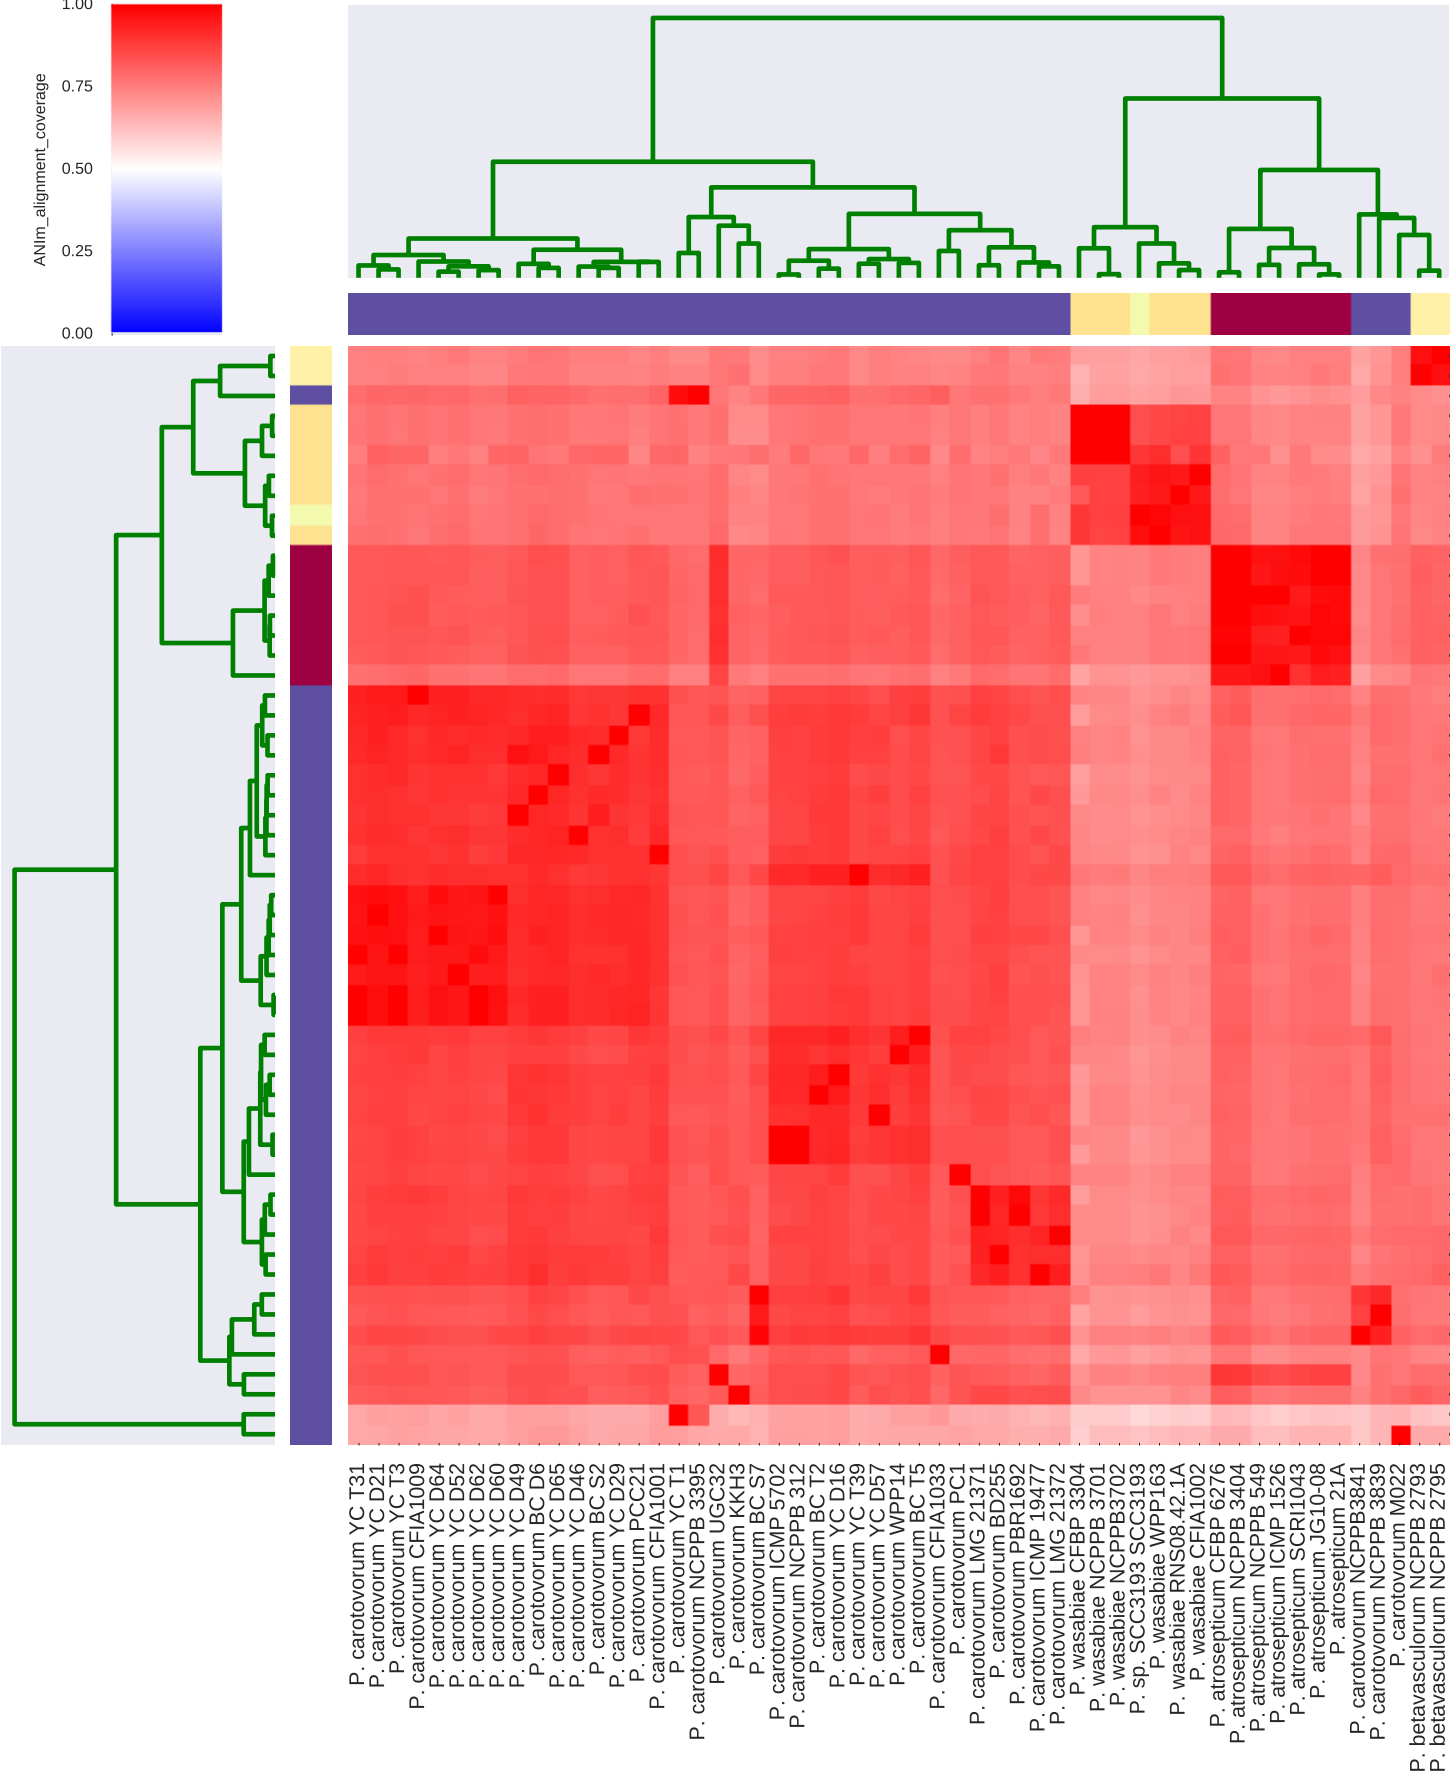 1.00
0.75
0.50
0.25
0.00
ANIm_alignment_coverage
P. carotovorum YC T31
P. carotovorum YC D21
P. carotovorum YC T3
P. carotovorum CFIA1009
P. carotovorum YC D64
P. carotovorum YC D52
P. carotovorum YC D62
P. carotovorum YC D60
P. carotovorum YC D49
P. carotovorum BC D6
P. carotovorum YC D65
P. carotovorum YC D46
P. carotovorum BC S2
P. carotovorum YC D29
P. carotovorum PCC21
P. carotovorum CFIA1001
P. carotovorum YC T1
P. carotovorum NCPPB 3395
P. carotovorum UGC32
P. carotovorum KKH3
P. carotovorum BC S7
P. carotovorum ICMP 5702
P. carotovorum NCPPB 312
P. carotovorum BC T2
P. carotovorum YC D16
P. carotovorum YC T39
P. carotovorum YC D57
P. carotovorum WPP14
P. carotovorum BC T5
P. carotovorum CFIA1033
P. carotovorum PC1
P. carotovorum LMG 21371
P. carotovorum BD255
P. carotovorum PBR1692
P. carotovorum ICMP 19477
P. carotovorum LMG 21372
P. wasabiae CFBP 3304
P. wasabiae NCPPB 3701
P. wasabiae NCPPB3702
P. sp. SCC3193 SCC3193
P. wasabiae WPP163
P. wasabiae RNS08.42.1A
P. wasabiae CFIA1002
P. atrosepticum CFBP 6276
P. atrosepticum NCPPB 3404
P. atrosepticum NCPPB 549
P. atrosepticum ICMP 1526
P. atrosepticum SCRI1043
P. atrosepticum JG10-08
P. atrosepticum 21A
P. carotovorum NCPPB3841
P. carotovorum NCPPB 3839
P. carotovorum M022
P. betavasculorum NCPPB 2793
P. betavasculorum NCPPB 2795